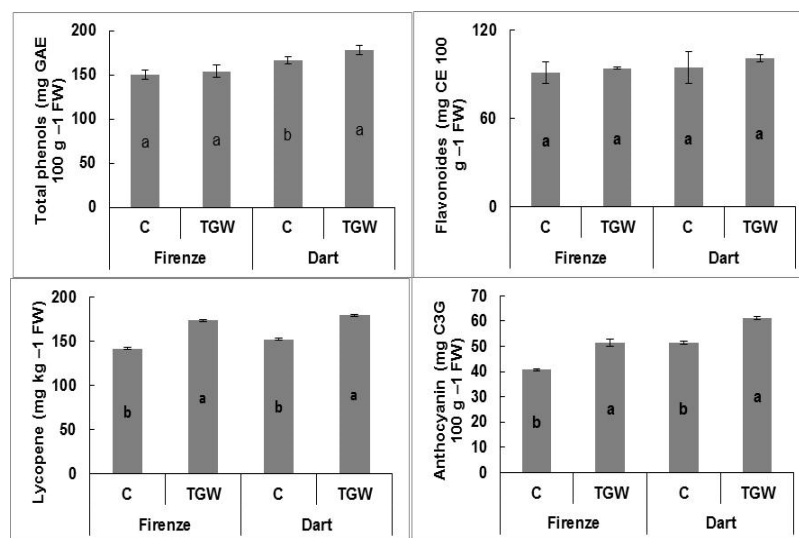 Total phenols (mg GAE
100 g –1 FW)
200
150
100
50
0
a
a
b
a
C
TGW
C
TGW
Firenze
Dart
Flavonoides (mg CE 100
g –1 FW)
120
60
0
a
a
a
a
C
TGW
C
TGW
Firenze
Dart
Lycopene (mg kg –1 FW)
200
150
100
50
0
b
a
b
a
C
TGW
C
TGW
Firenze
Dart
Anthocyanin (mg C3G
100 g –1 FW)
70
60
50
40
30
20
10
0
b
a
b
a
C
TGW
C
TGW
Firenze
Dart